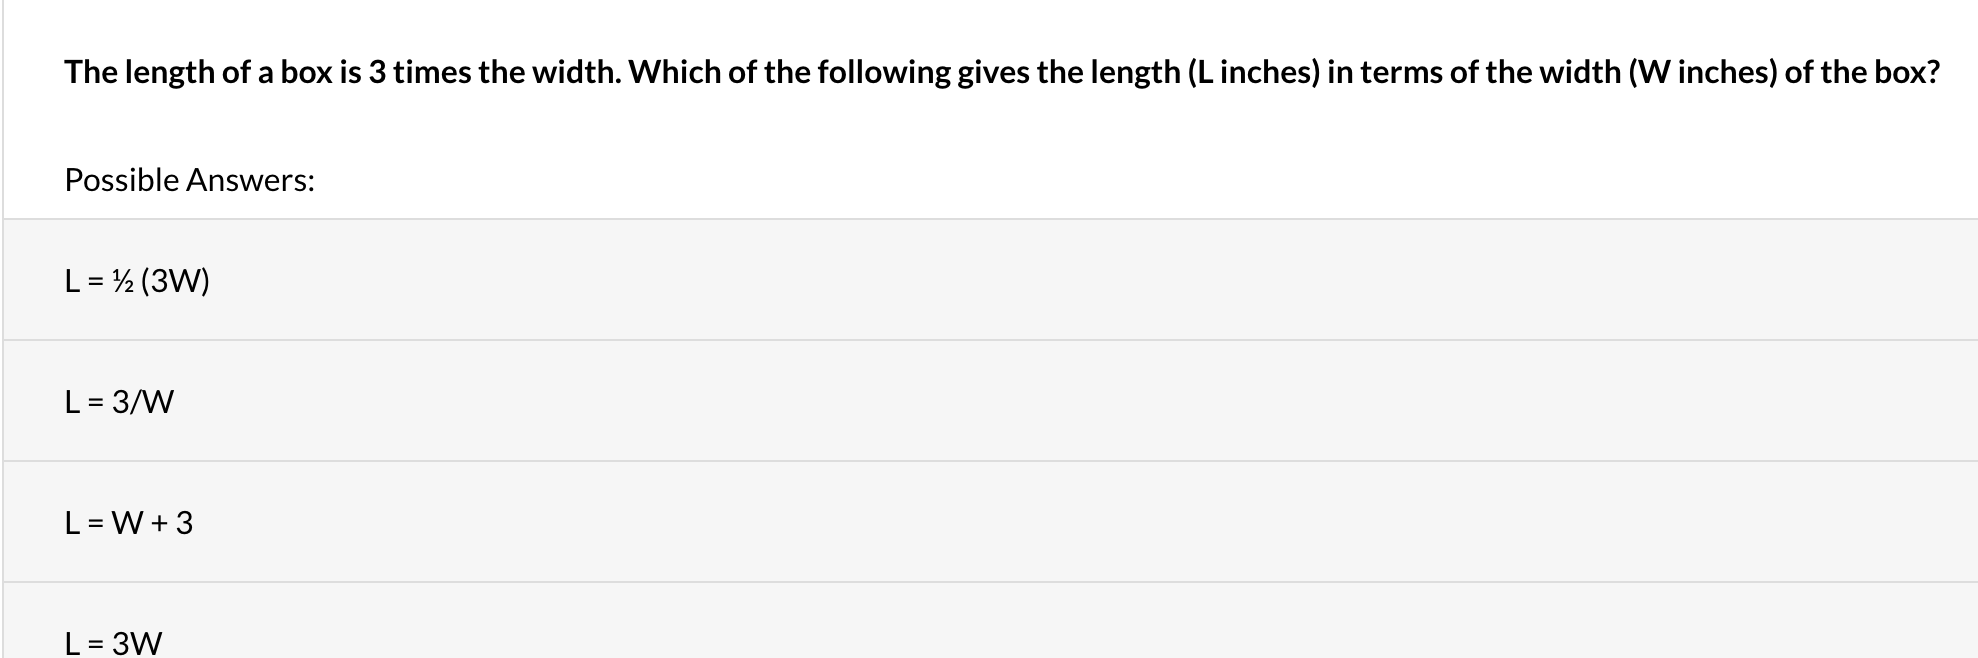 The length of a box is 3 times the width. Which of the following gives the length (L inches) in terms of the width (W inches) of the box?
Possible Answers:
L = ½ (3W)
L = 3/W
L = W + 3
L = 3W